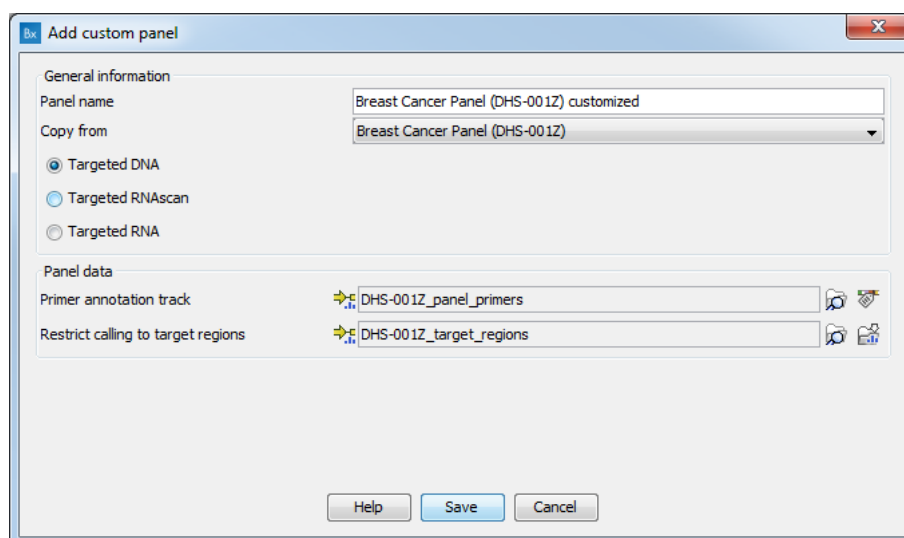 Bx Add custom panel
General information
Panel name Breast Cancer Panel (DHS-001Z) customized
Copy from Breast Cancer Panel (DHS-001Z)
Targeted DNA
Targeted RNAscan
Targeted RNA
Panel data
Primer annotation track DHS-001Z_panel_primers
Restrict calling to target regions DHS-001Z_target_regions
Help Save Cancel